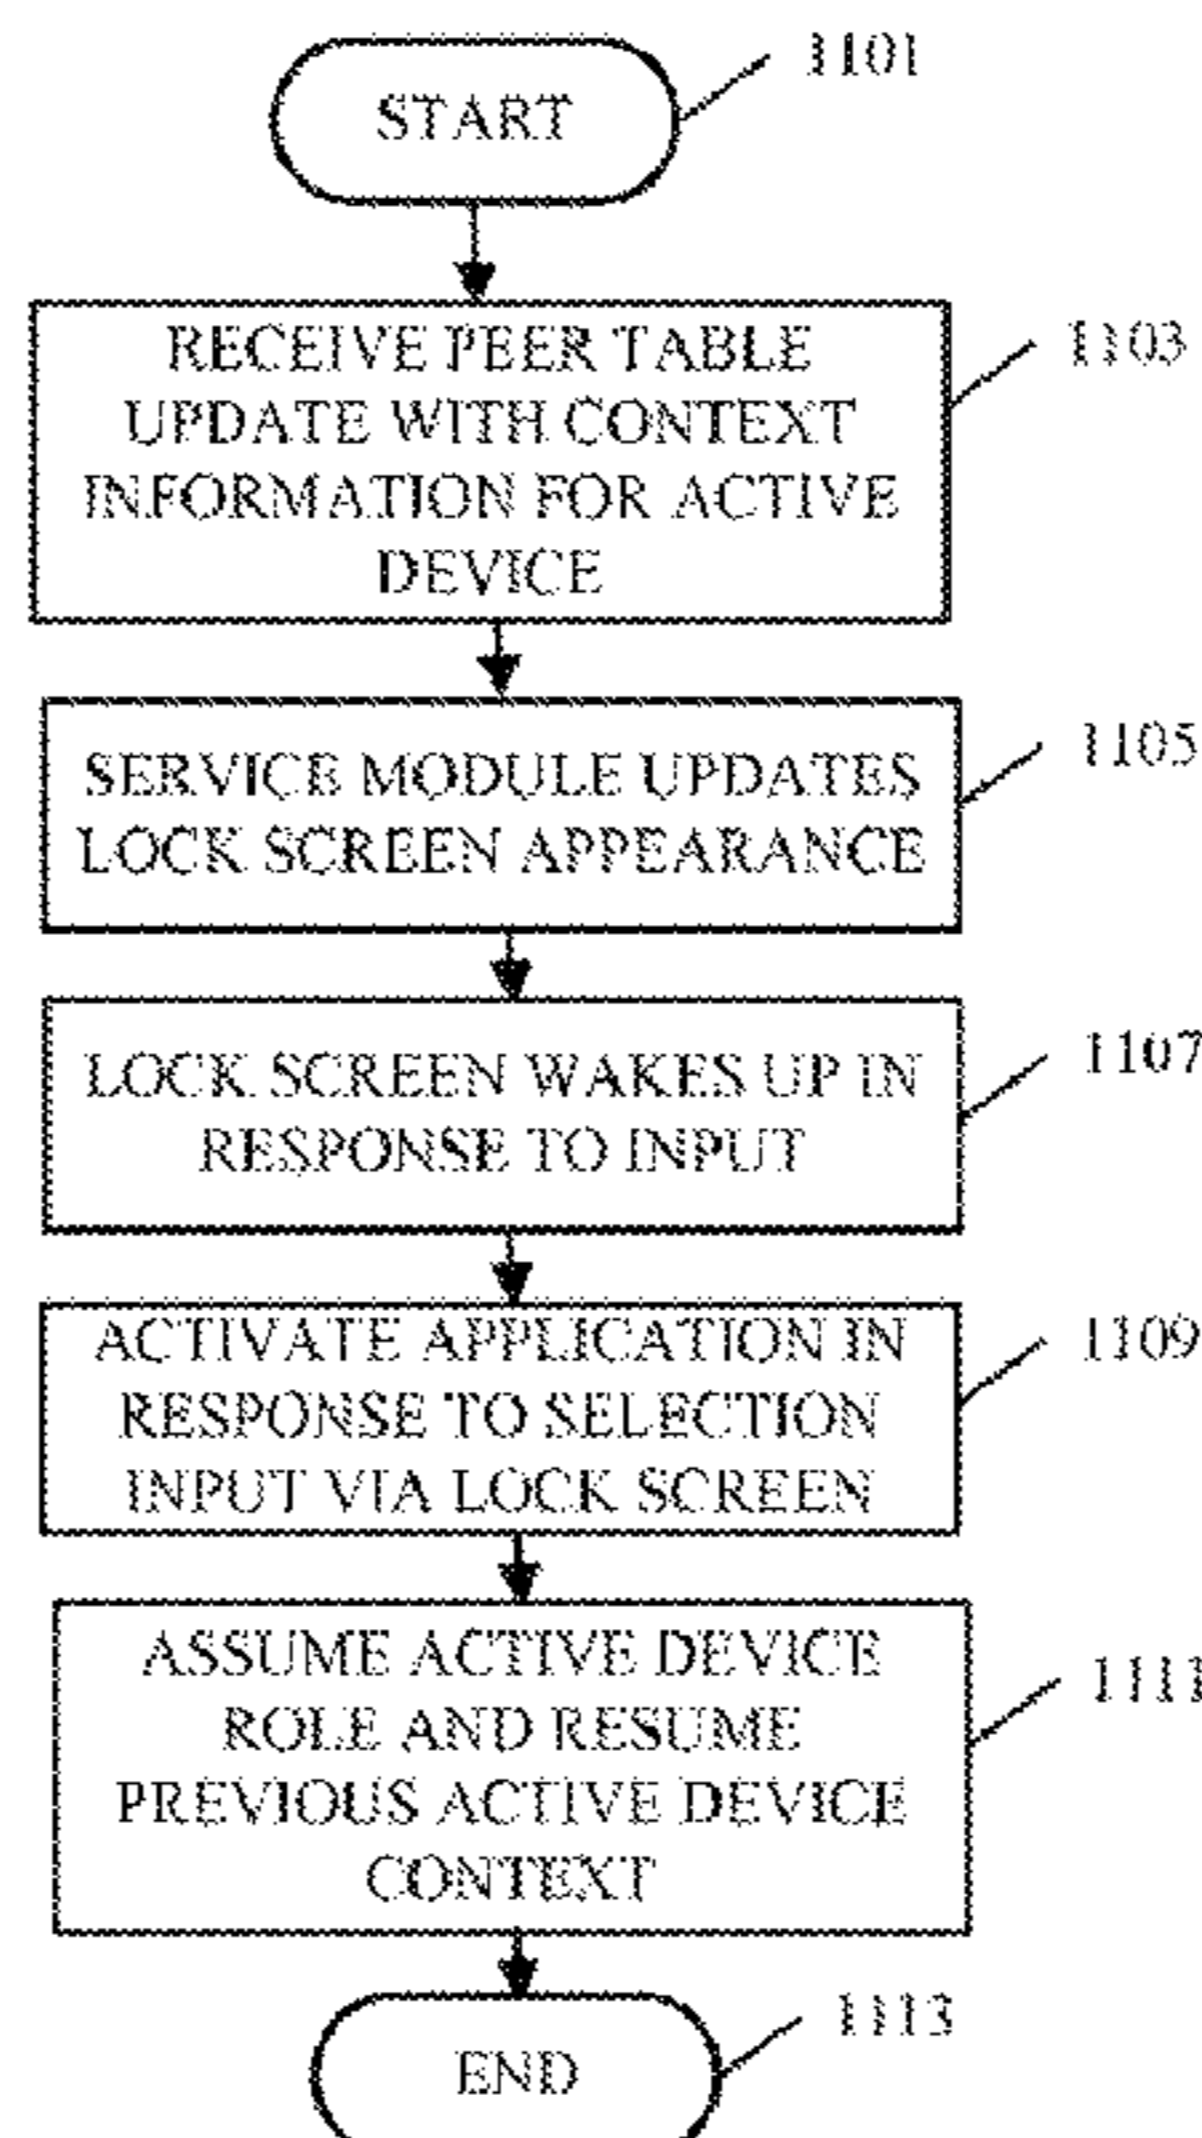 1101
START
RECEIVE PEER TABLE
1103
UPDATE WITH CONTEXT
INFORMATION FOR ACTIVE
DEVICE
1105
SERVICE MODULE UPDATES
LOCK SCREEN APPEARANCE
1107
LOCK SCREEN WAKES UP IN
RESPONSE TO INPUT
1109
ACTIVATE APPLICATION IN
RESPONSE TO SELECTION
INPUT VIA LOCK SCREEN
1111
ASSUME ACTIVE DEVICE
ROLE AND RESUME
PREVIOUS ACTIVE DEVICE
CONTEXT
1113
END